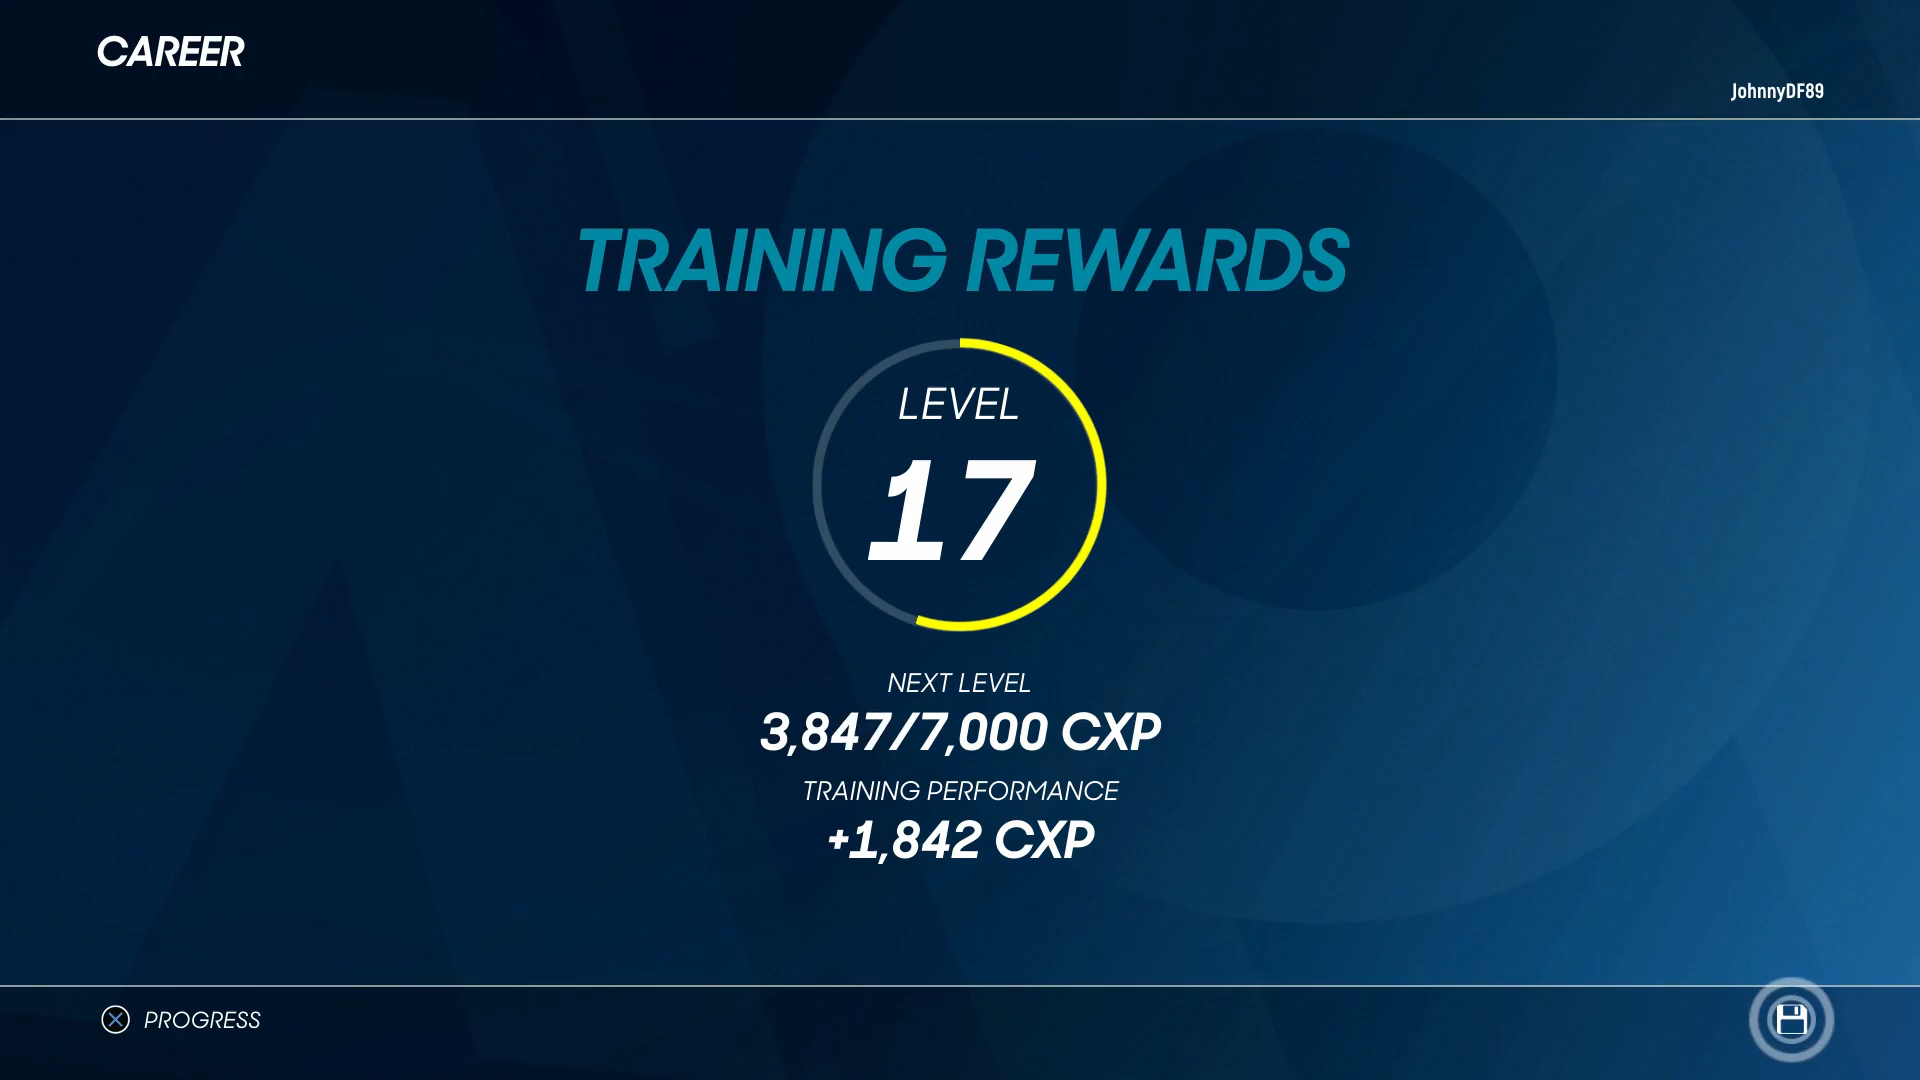 CAREER
JohnnyDF89
TRAINING REWARDS
LEVEL
17
NEXT LEVEL
3,847/7,000 CXP
TRAINING PERFORMANCE
+1,842 CXP
PROGRESS